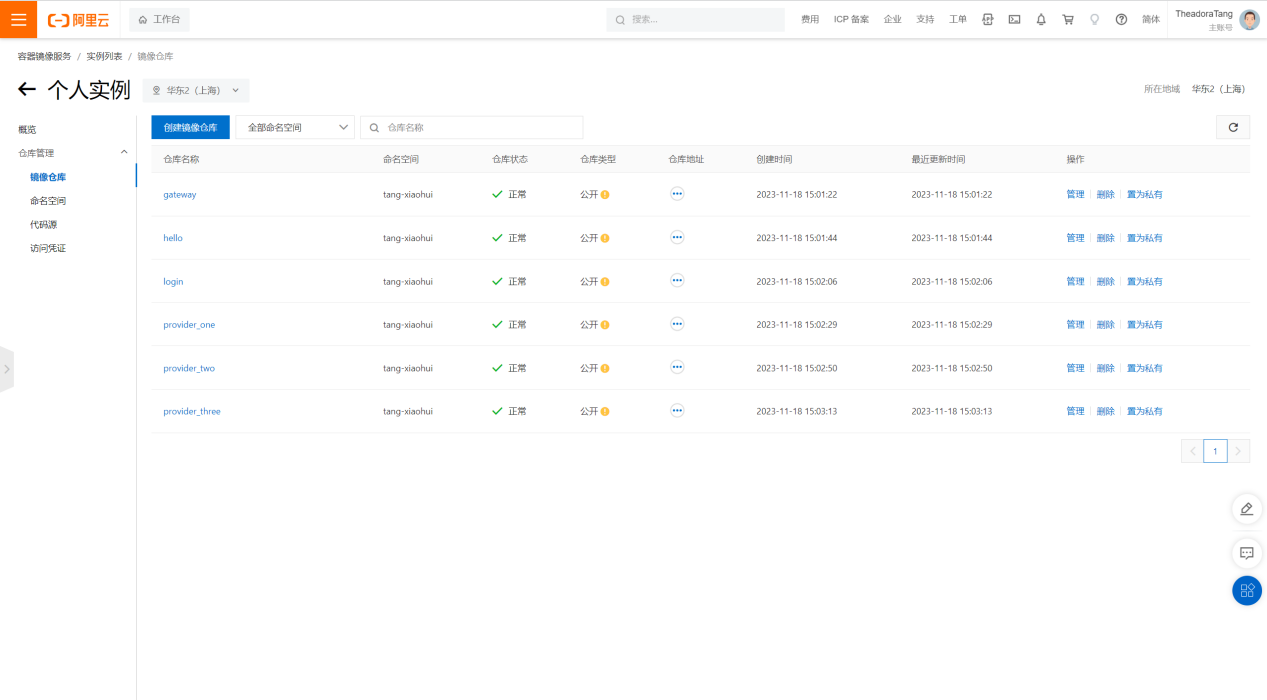 阿里云 工作台 搜索... 费用 ICP 备案 企业 支持 工单 简体 TheadoraTang
主账号
容器镜像服务 / 实例列表 / 镜像仓库
个人实例 华东2（上海） 所在地域 华东2（上海）
概览
仓库管理
镜像仓库
命名空间
代码源
访问凭证
创建镜像仓库 全部命名空间 仓库名称
仓库名称 命名空间 仓库状态 仓库类型 仓库地址 创建时间 最近更新时间 操作
gateway tang-xiaohui 正常 公开 2023-11-18 15:01:22 2023-11-18 15:01:22 管理 删除 置为私有
hello tang-xiaohui 正常 公开 2023-11-18 15:01:44 2023-11-18 15:01:44 管理 删除 置为私有
login tang-xiaohui 正常 公开 2023-11-18 15:02:06 2023-11-18 15:02:06 管理 删除 置为私有
provider_one tang-xiaohui 正常 公开 2023-11-18 15:02:29 2023-11-18 15:02:29 管理 删除 置为私有
provider_two tang-xiaohui 正常 公开 2023-11-18 15:02:50 2023-11-18 15:02:50 管理 删除 置为私有
provider_three tang-xiaohui 正常 公开 2023-11-18 15:03:13 2023-11-18 15:03:13 管理 删除 置为私有
1